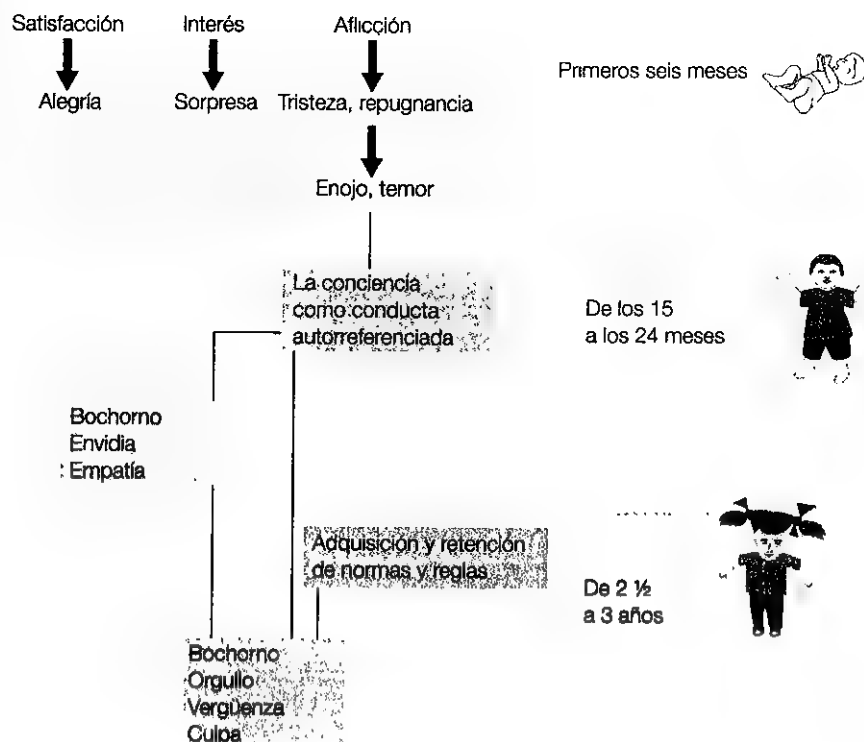 Satisfacción
Interés
Aflicción
Alegría
Sorpresa
Tristeza, repugnancia
Primeros seis meses
Enojo, temor
La conciencia
como conducta
autorreferenciada
De los 15
a los 24 meses
Bochorno
Envidia
Empatía
Adquisición y retención
de normas y reglas
De 2 ½
a 3 años
Bochorno
Orgullo
Vergüenza
Culpa